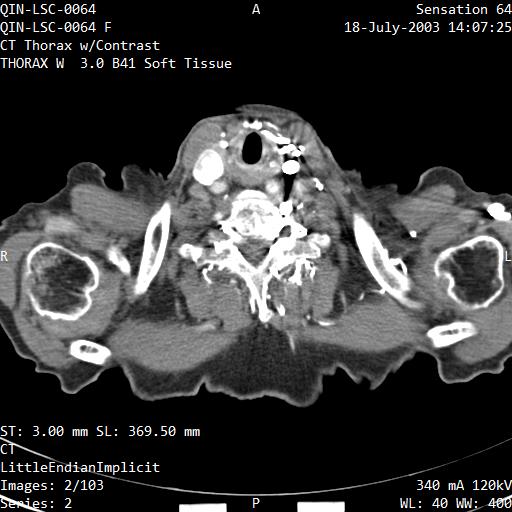 QIN-LSC-0064
A
Sensation 64
QIN-LSC-0064 F
18-July-2003 14:07:25
CT Thorax w/Contrast
THORAX W 3.0 B41 Soft Tissue
R
L
ST: 3.00 mm SL: 369.50 mm
CT
LittleEndianImplicit
Images: 2/103
340 mA 120kV
Series: 2
P
WL: 40 WW: 400